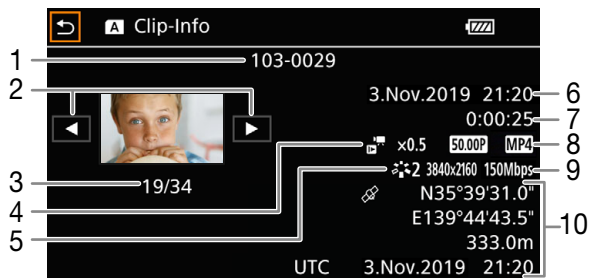 A Clip-Info
1 103-0029
2
3.Nov.2019 21:20 6
0:00:25 7
×0.5 50.00P MP4 8
2 3840x2160 150Mbps 9
3 19/34
N35°39'31.0"
4
E139°44'43.5" 10
5
333.0m
UTC 3.Nov.2019 21:20